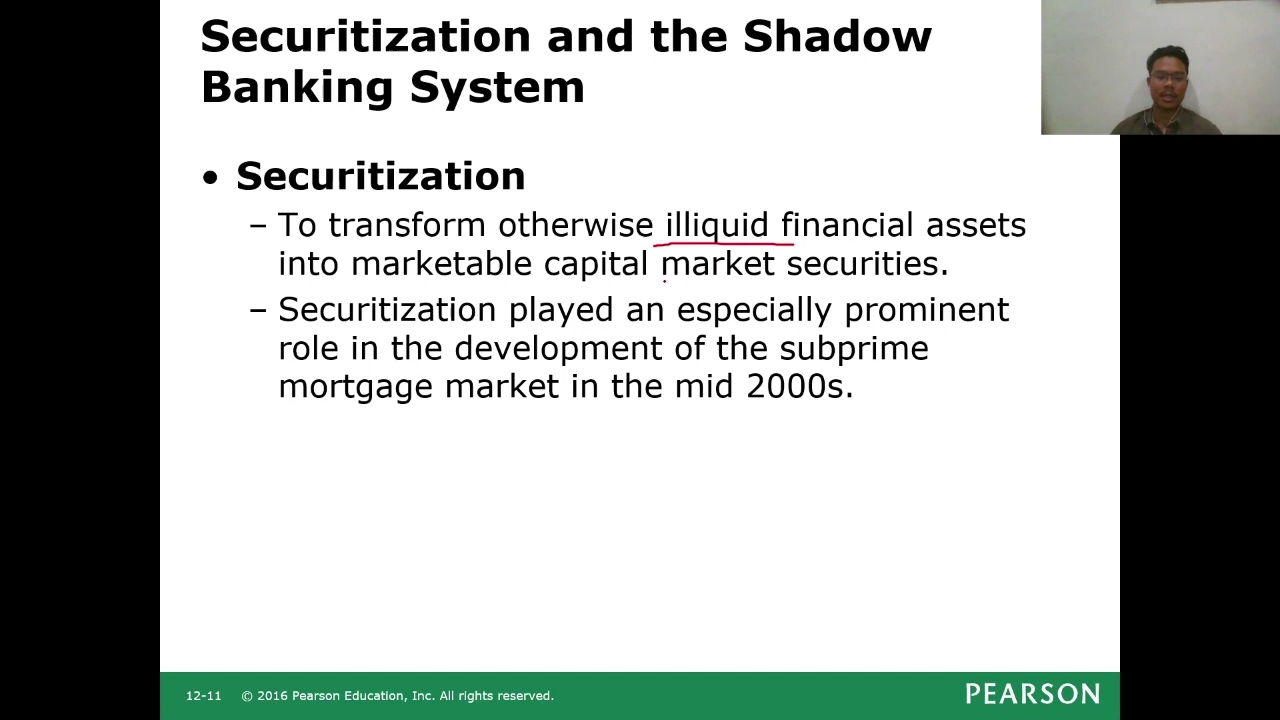 Securitization and the Shadow
Banking System
• Securitization
– To transform otherwise illiquid financial assets
into marketable capital market securities.
– Securitization played an especially prominent
role in the development of the subprime
mortgage market in the mid 2000s.
12-11 © 2016 Pearson Education, Inc. All rights reserved.
PEARSON